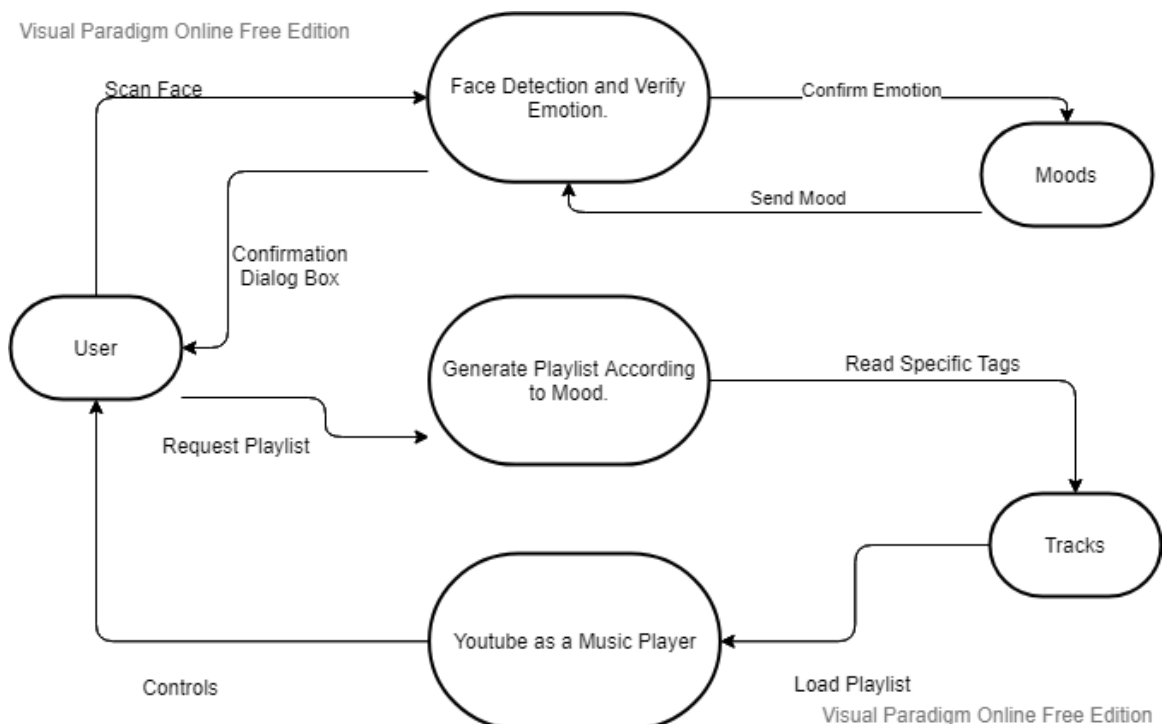 Visual Paradigm Online Free Edition
Scan Face
Face Detection and Verify
Emotion.
Confirm Emotion
Moods
Send Mood
Confirmation
Dialog Box
User
Generate Playlist According
to Mood.
Read Specific Tags
Request Playlist
Tracks
Youtube as a Music Player
Controls
Load Playlist
Visual Paradigm Online Free Edition